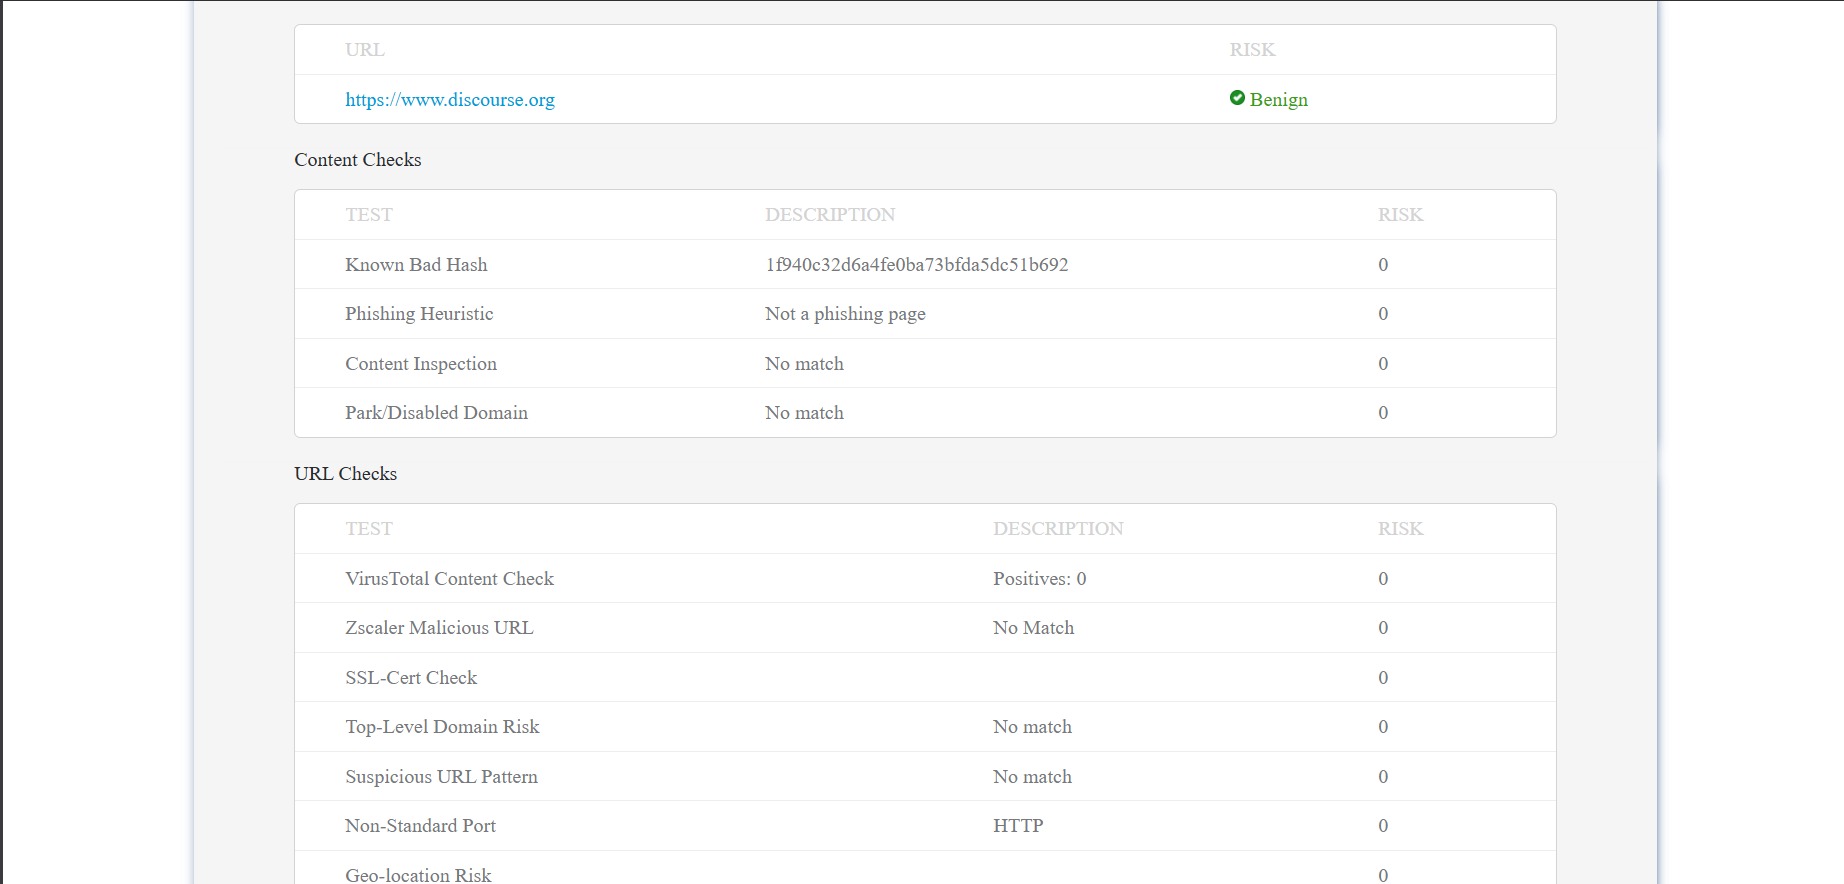 URL RISK
https://www.discourse.org Benign
Content Checks
TEST DESCRIPTION RISK
Known Bad Hash 1f940c32d6a4fe0ba73bfda5dc51b692 0
Phishing Heuristic Not a phishing page 0
Content Inspection No match 0
Park/Disabled Domain No match 0
URL Checks
TEST DESCRIPTION RISK
VirusTotal Content Check Positives: 0 0
Zscaler Malicious URL No Match 0
SSL-Cert Check 0
Top-Level Domain Risk No match 0
Suspicious URL Pattern No match 0
Non-Standard Port HTTP 0
Geo-location Risk 0